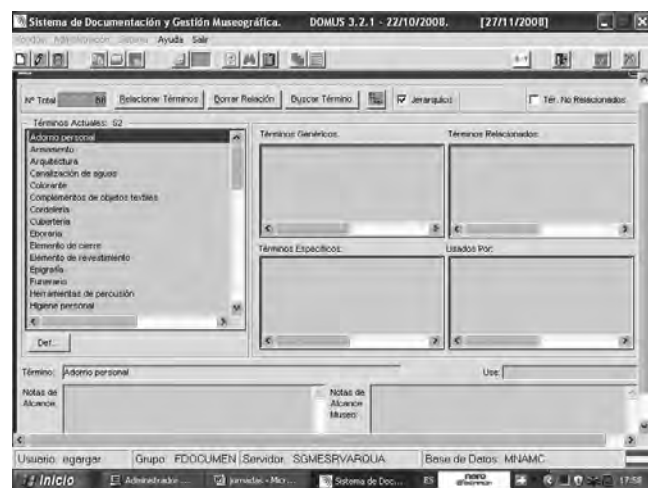 Sistema de Documentación y Gestión Museográfica. DOMUS 3.2.1 - 22/10/2008. [27/11/2008]
Ayuda Salir
Nº Total Relacionar Términos Borrar Relación Buscar Término Jerarquico Tér. No Relacionados
Términos Actuales: 52
Términos Genéricos: Términos Relacionados:
Adorno personal
Armamento
Arquitectura
Canalización de aguas
Colorante
Complementos de objetos textiles
Cordelería
Cubertería
Eboraria
Elemento de cierre
Elemento de revestimiento
Epigrafía
Funerario
Herramientas de percusión
Higiene personal
Términos Específicos: Usados Por:
Def...
Término: Adorno personal Use:
Notas de Alcance Notas de Alcance Museo:
Usuario: egargar Grupo: FDOCUMEN Servidor: SGMESRVARQUA Base de Datos: MNAMC
Inicio Administrador ... jornadas - Micr... Sistema de Doc... ES nero 17:58